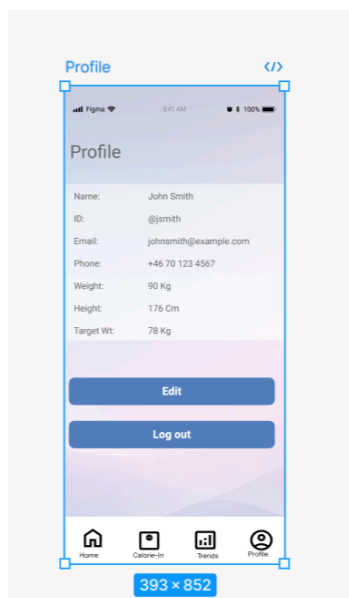 Profile </>
Figma 9:41 AM 100%
Profile
Name: John Smith
ID: @jsmith
Email: johnsmith@example.com
Phone: +46 70 123 4567
Weight: 90 Kg
Height: 176 Cm
Target Wt: 78 Kg
Edit
Log out
Home Calorie-In Trends Profile
393 × 852